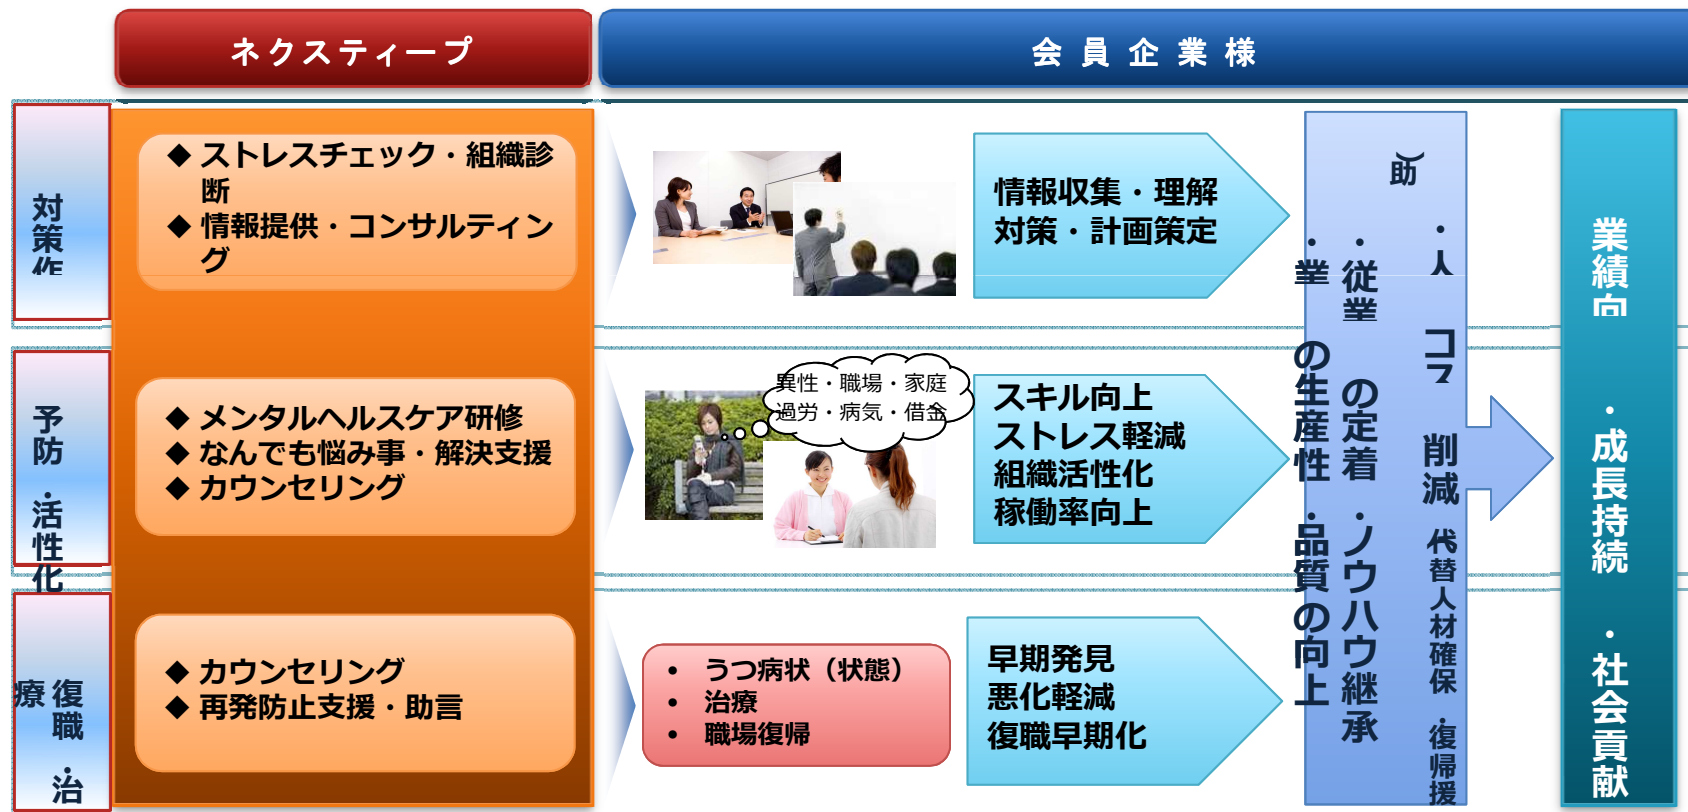 ネクスティープ
会員企業様
対策作
◆ ストレスチェック・組織診
断
◆ 情報提供・コンサルティン
グ
情報収集・理解
対策・計画策定
予防・活性化
◆ メンタルヘルスケア研修
◆ なんでも悩み事・解決支援
◆ カウンセリング
異性・職場・家庭
過労・病気・借金
スキル向上
ストレス軽減
組織活性化
稼働率向上
復職・治
療
◆ カウンセリング
◆ 再発防止支援・助言
• うつ病状（状態）
• 治療
• 職場復帰
早期発見
悪化軽減
復職早期化
・人 コス 削減 代替人材確保・復帰援
助）
・従業 の定着・ノウハウ継承
・業 の生産性・品質の向上
業績向
・成長持続
・社会貢献